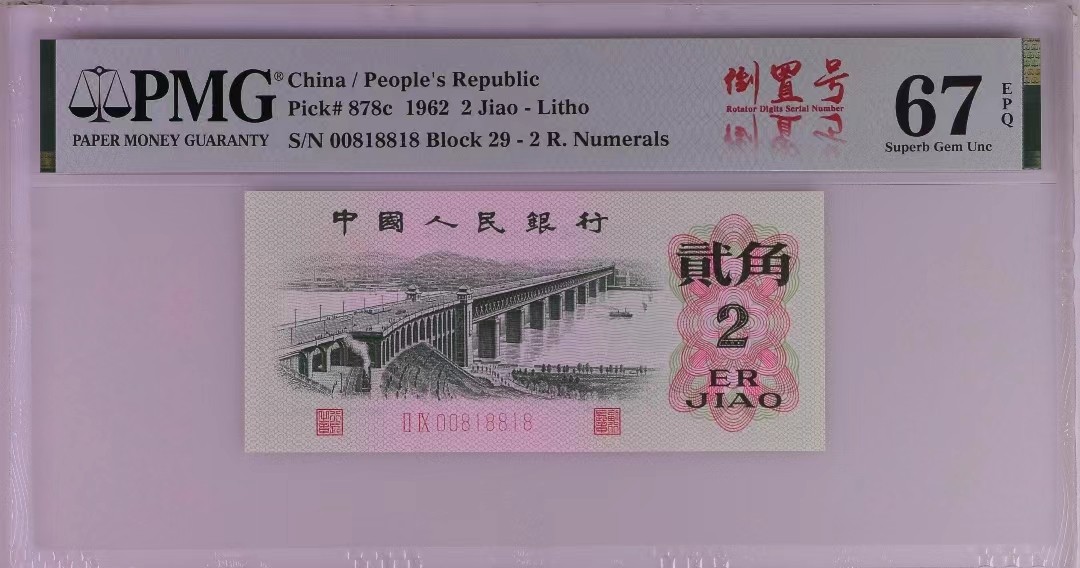 PMG®
PAPER MONEY GUARANTY
China / People's Republic
Pick# 878c 1962 2 Jiao - Litho
S/N 00818818 Block 29 - 2 R. Numerals
倒置号
Rotator Digits Serial Number
67
EPQ
Superb Gem Unc
中國人民銀行
貳角
2
ER
JIAO
II IX 00818818